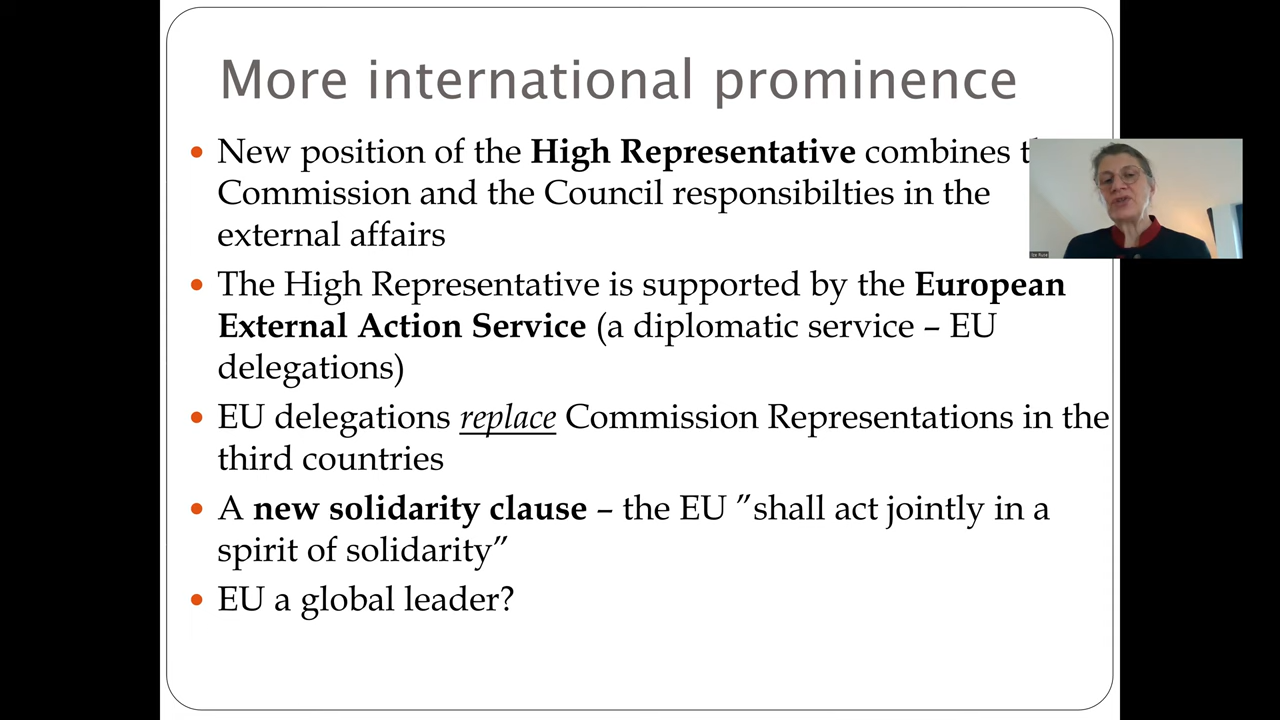 More international prominence
• New position of the High Representative combines
Commission and the Council responsibilties in the
external affairs
• The High Representative is supported by the European
External Action Service (a diplomatic service – EU
delegations)
• EU delegations replace Commission Representations in the
third countries
• A new solidarity clause – the EU ”shall act jointly in a
spirit of solidarity”
• EU a global leader?